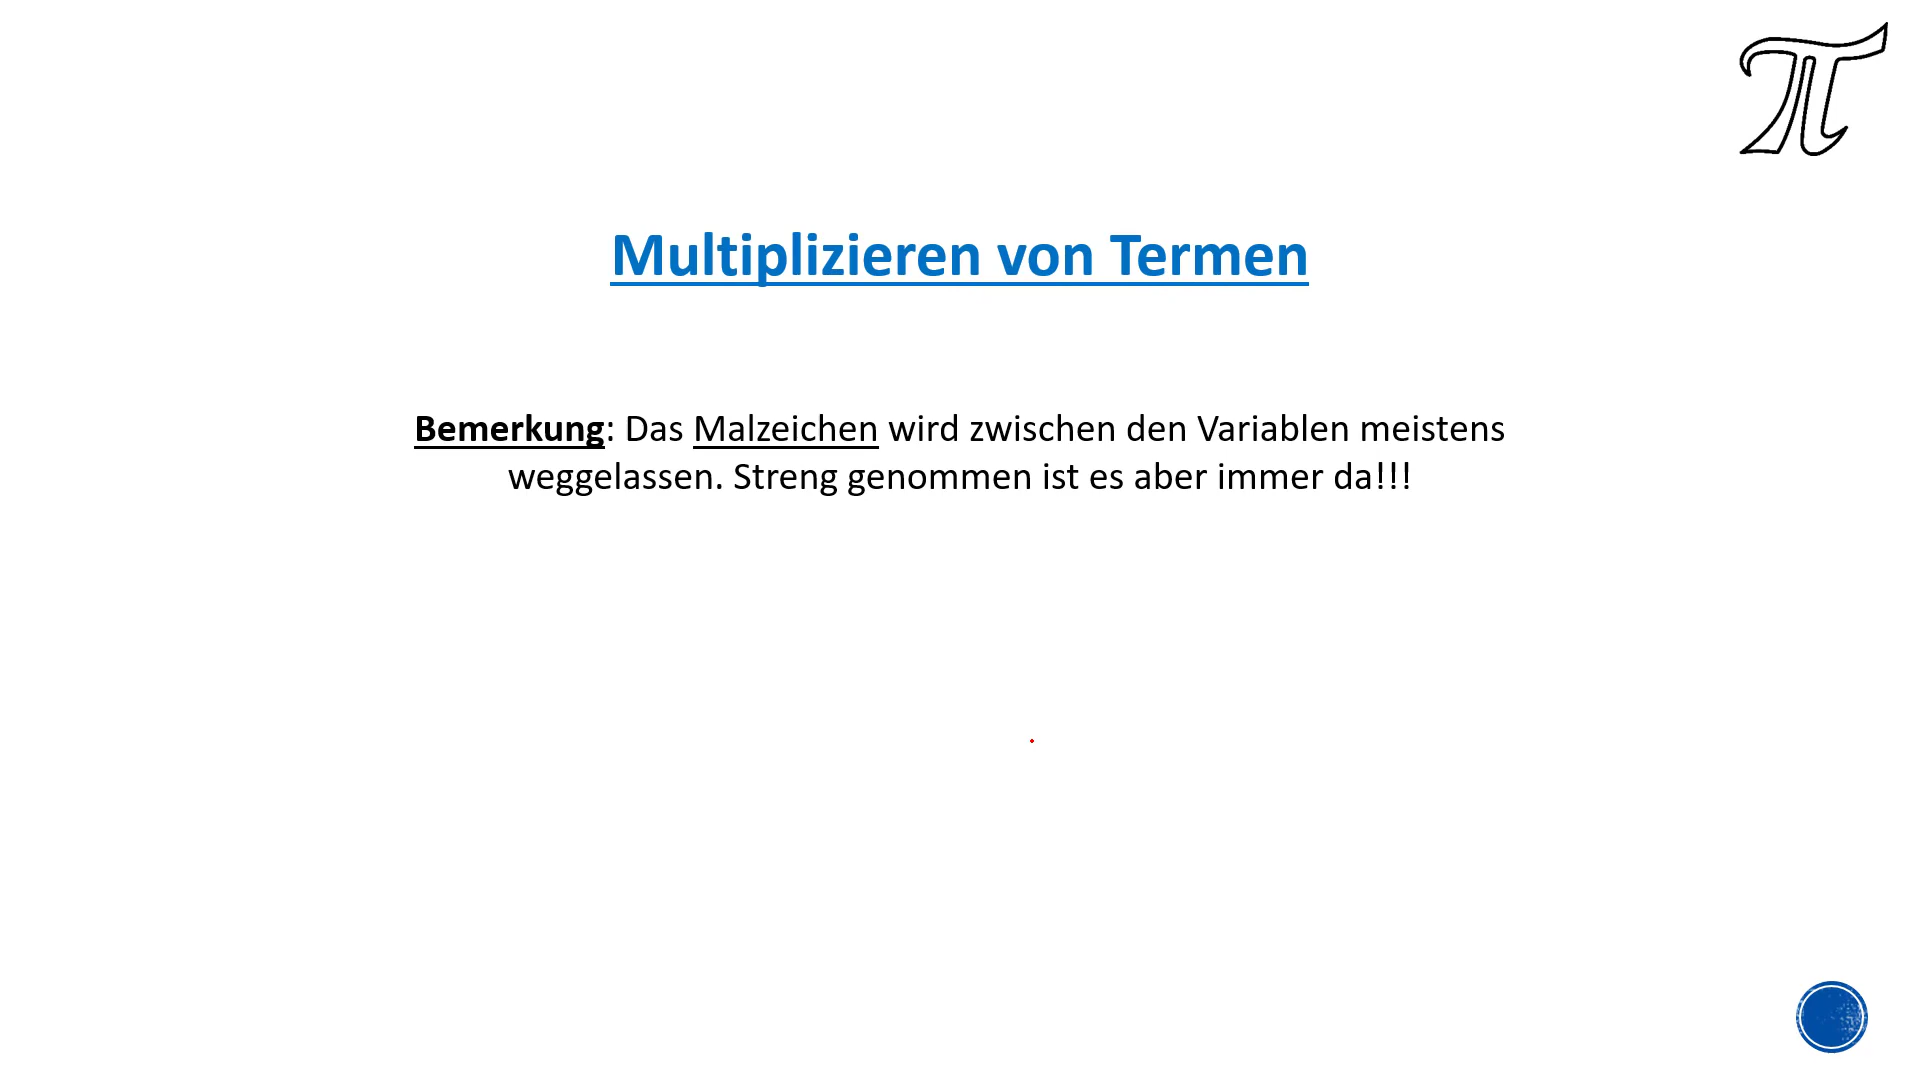 π
Multiplizieren von Termen
Bemerkung: Das Malzeichen wird zwischen den Variablen meistens
weggelassen. Streng genommen ist es aber immer da!!!